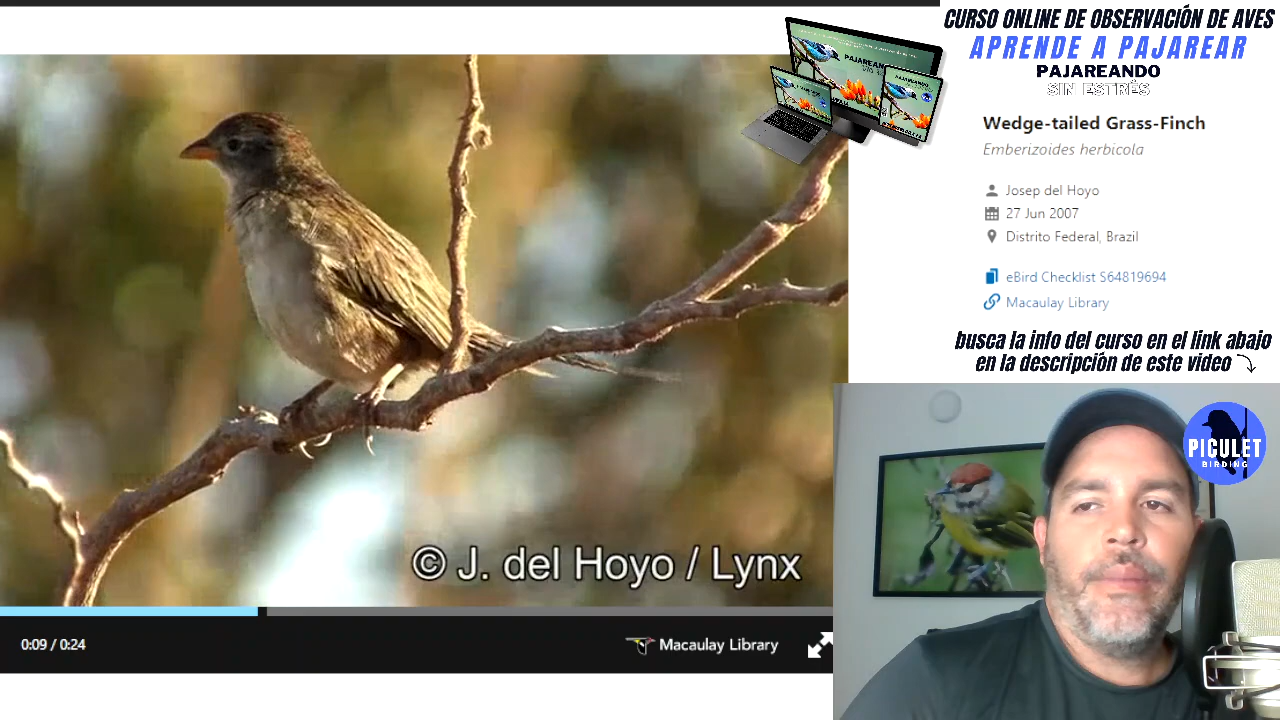 CURSO ONLINE DE OBSERVACIÓN DE AVES
APRENDE A PAJAREAR
PAJAREANDO
SIN ESTRÉS
Wedge-tailed Grass-Finch
Emberizoides herbicola
Josep del Hoyo
27 Jun 2007
Distrito Federal, Brazil
eBird Checklist S64819694
Macaulay Library
busca la info del curso en el link abajo
en la descripción de este video
PICULET
BIRDING
© J. del Hoyo / Lynx
0:09 / 0:24
Macaulay Library